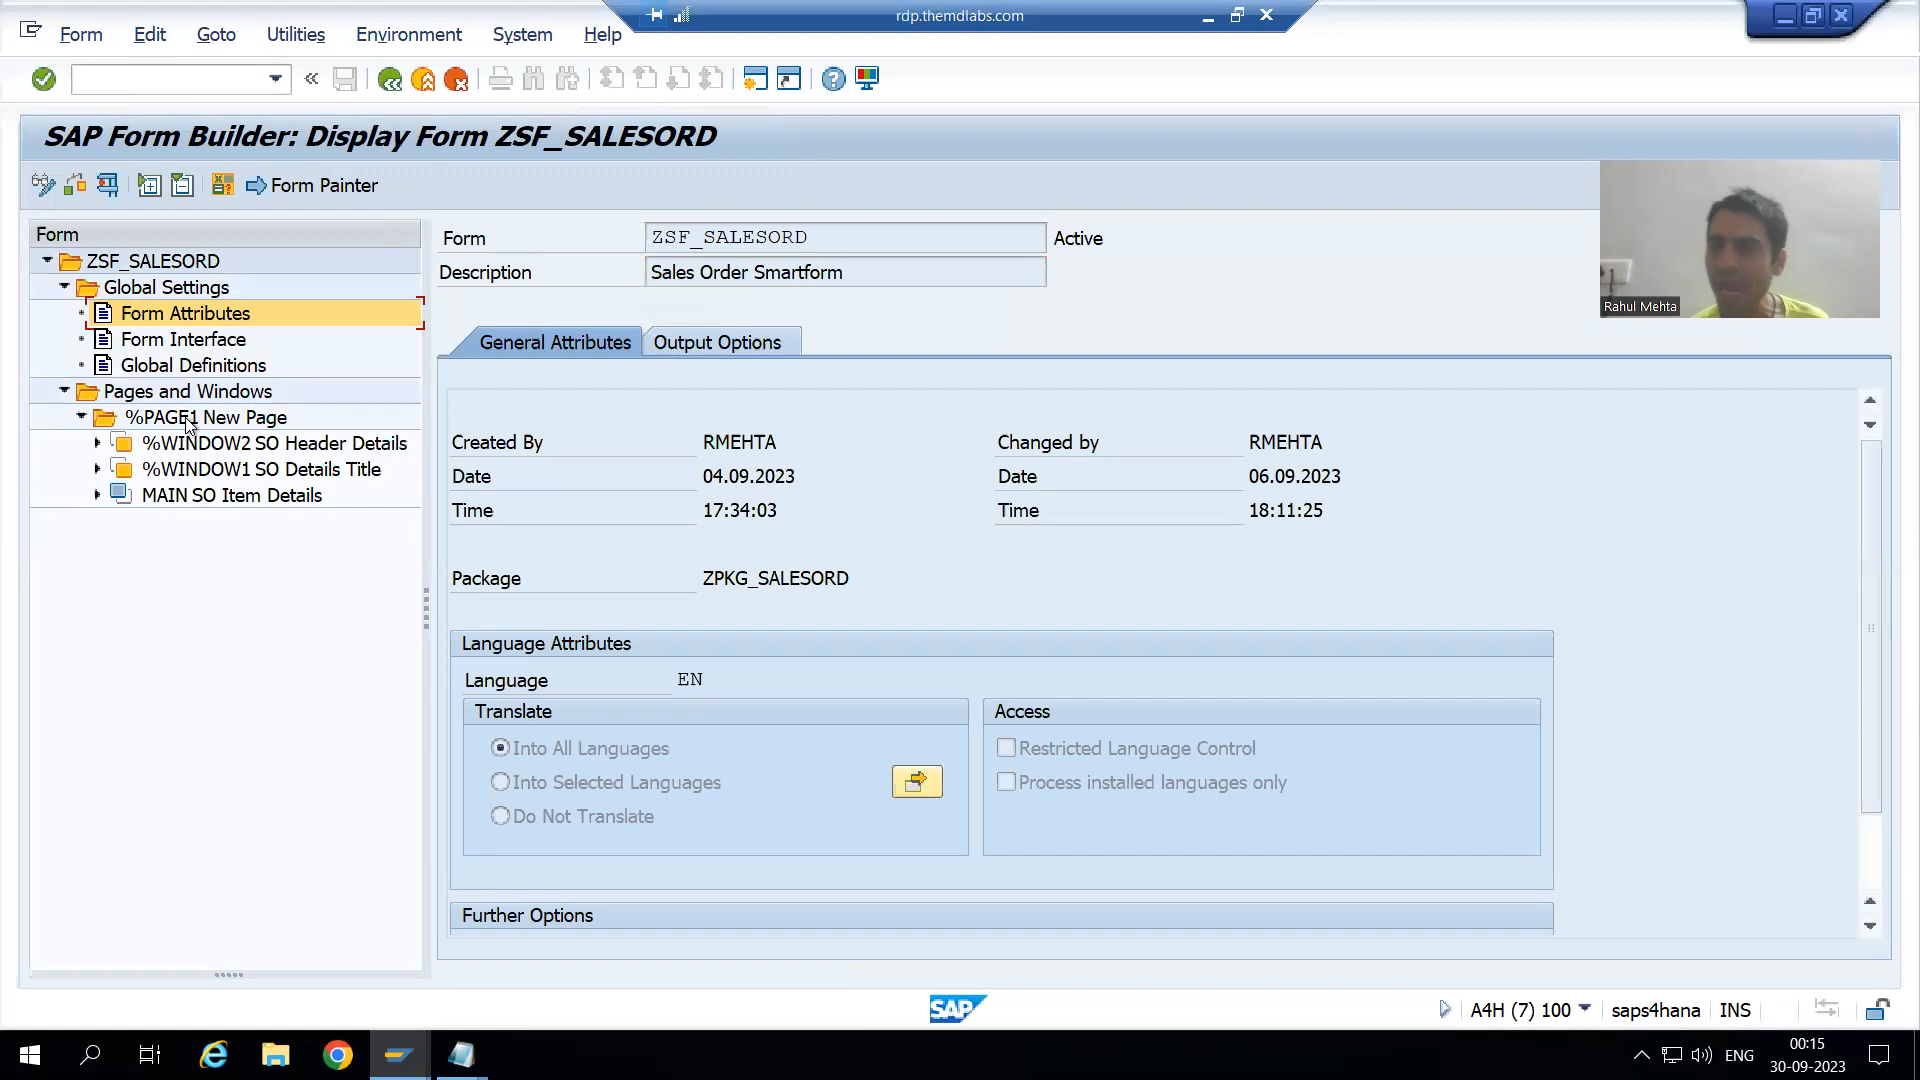 rdp.themdlabs.com
Form Edit Goto Utilities Environment System Help
SAP Form Builder: Display Form ZSF_SALESORD
Form Painter
Form
ZSF_SALESORD
Global Settings
Form Attributes
Form Interface
Global Definitions
Pages and Windows
%PAGE1 New Page
%WINDOW2 SO Header Details
%WINDOW1 SO Details Title
MAIN SO Item Details
Form ZSF_SALESORD Active
Description Sales Order Smartform
General Attributes Output Options
Created By RMEHTA Changed by RMEHTA
Date 04.09.2023 Date 06.09.2023
Time 17:34:03 Time 18:11:25
Package ZPKG_SALESORD
Language Attributes
Language EN
Translate
Into All Languages
Into Selected Languages
Do Not Translate
Access
Restricted Language Control
Process installed languages only
Further Options
Rahul Mehta
SAP
A4H (7) 100 saps4hana INS
ENG
00:15
30-09-2023